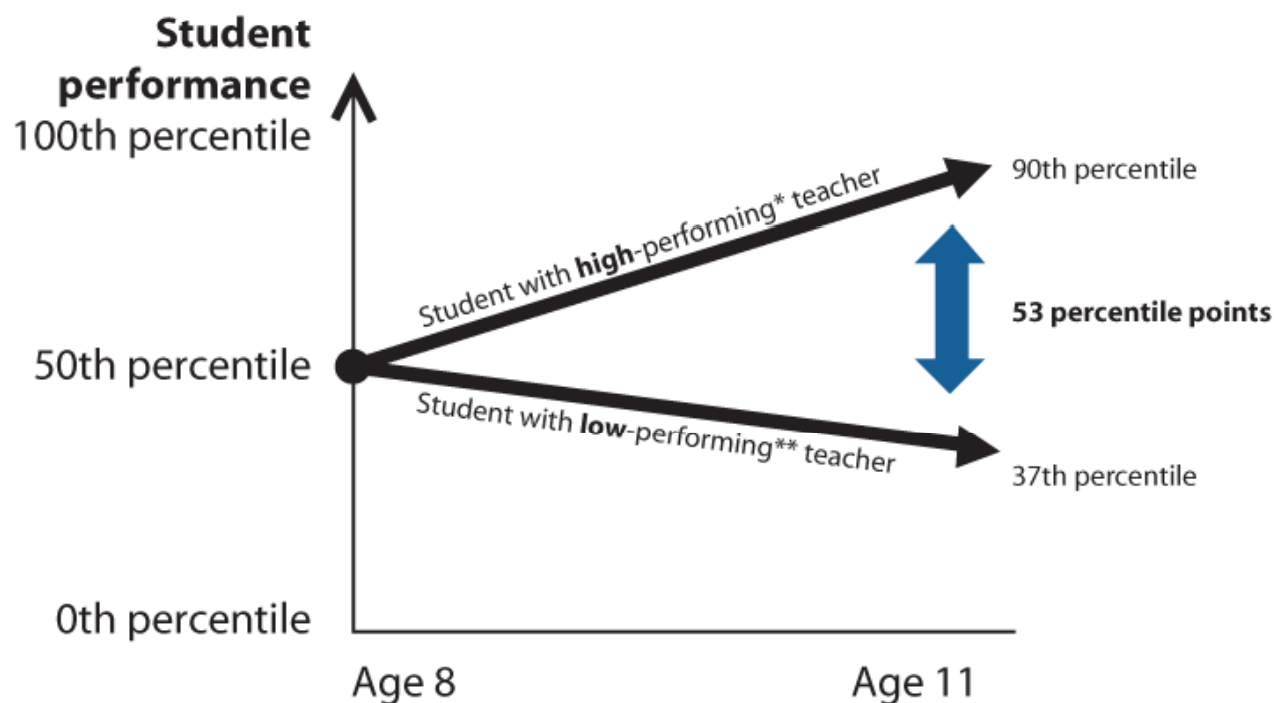 Student
performance
100th percentile
90th percentile
Student with high-performing* teacher
53 percentile points
50th percentile
Student with low-performing** teacher
37th percentile
0th percentile
Age 8
Age 11